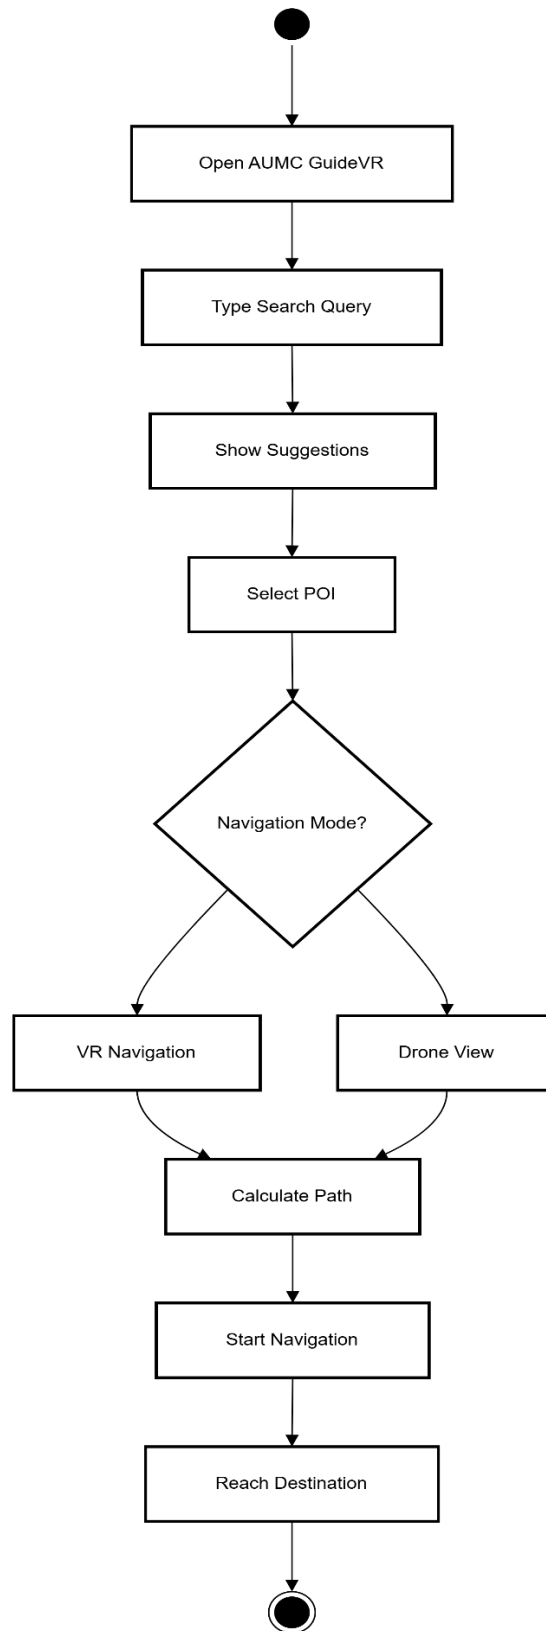 Open AUMC GuideVR
Type Search Query
Show Suggestions
Select POI
Navigation Mode?
VR Navigation
Drone View
Calculate Path
Start Navigation
Reach Destination